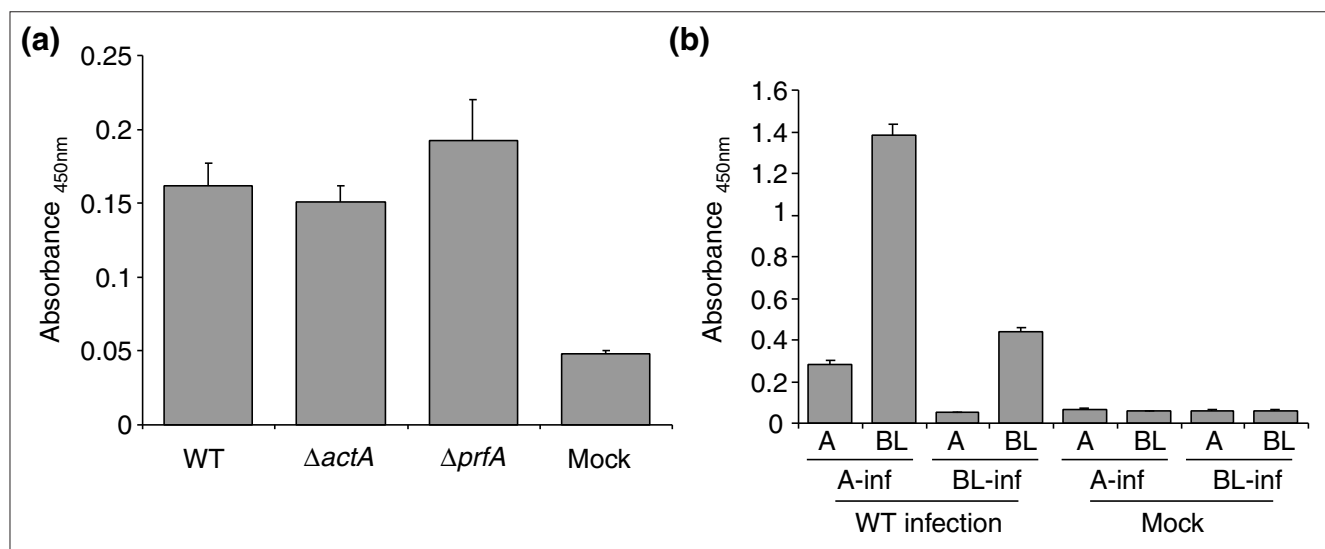 (a)
0.25
0.2
0.15
0.1
0.05
0
Absorbance 450nm
WT ΔactA ΔprfA Mock
(b)
1.6
1.4
1.2
1
0.8
0.6
0.4
0.2
0
Absorbance 450nm
A BL A BL A BL A BL
A-inf BL-inf A-inf BL-inf
WT infection Mock